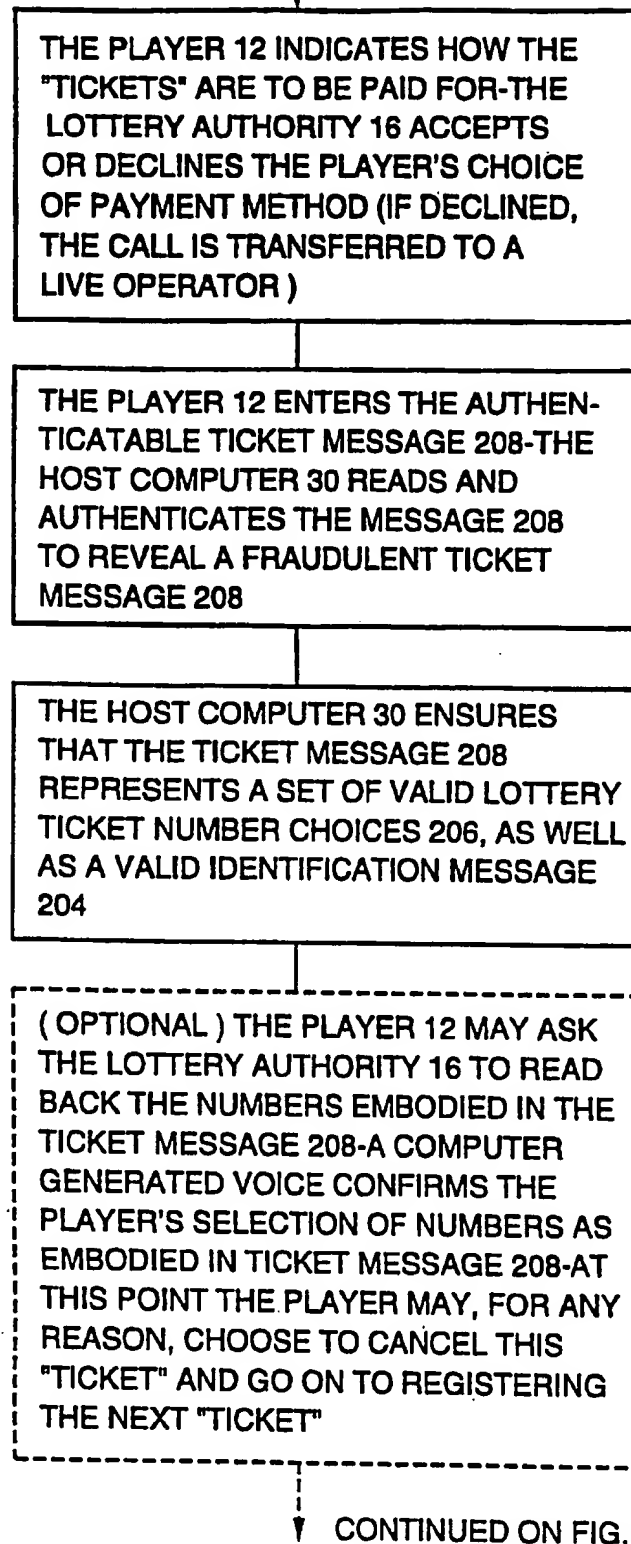 THE PLAYER 12 INDICATES HOW THE
"TICKETS" ARE TO BE PAID FOR-THE
LOTTERY AUTHORITY 16 ACCEPTS
OR DECLINES THE PLAYER'S CHOICE
OF PAYMENT METHOD (IF DECLINED,
THE CALL IS TRANSFERRED TO A
LIVE OPERATOR )
THE PLAYER 12 ENTERS THE AUTHEN-
TICATABLE TICKET MESSAGE 208-THE
HOST COMPUTER 30 READS AND
AUTHENTICATES THE MESSAGE 208
TO REVEAL A FRAUDULENT TICKET
MESSAGE 208
THE HOST COMPUTER 30 ENSURES
THAT THE TICKET MESSAGE 208
REPRESENTS A SET OF VALID LOTTERY
TICKET NUMBER CHOICES 206, AS WELL
AS A VALID IDENTIFICATION MESSAGE
204
( OPTIONAL ) THE PLAYER 12 MAY ASK
THE LOTTERY AUTHORITY 16 TO READ
BACK THE NUMBERS EMBODIED IN THE
TICKET MESSAGE 208-A COMPUTER
GENERATED VOICE CONFIRMS THE
PLAYER'S SELECTION OF NUMBERS AS
EMBODIED IN TICKET MESSAGE 208-AT
THIS POINT THE PLAYER MAY, FOR ANY
REASON, CHOOSE TO CANCEL THIS
"TICKET" AND GO ON TO REGISTERING
THE NEXT "TICKET"
CONTINUED ON FIG.